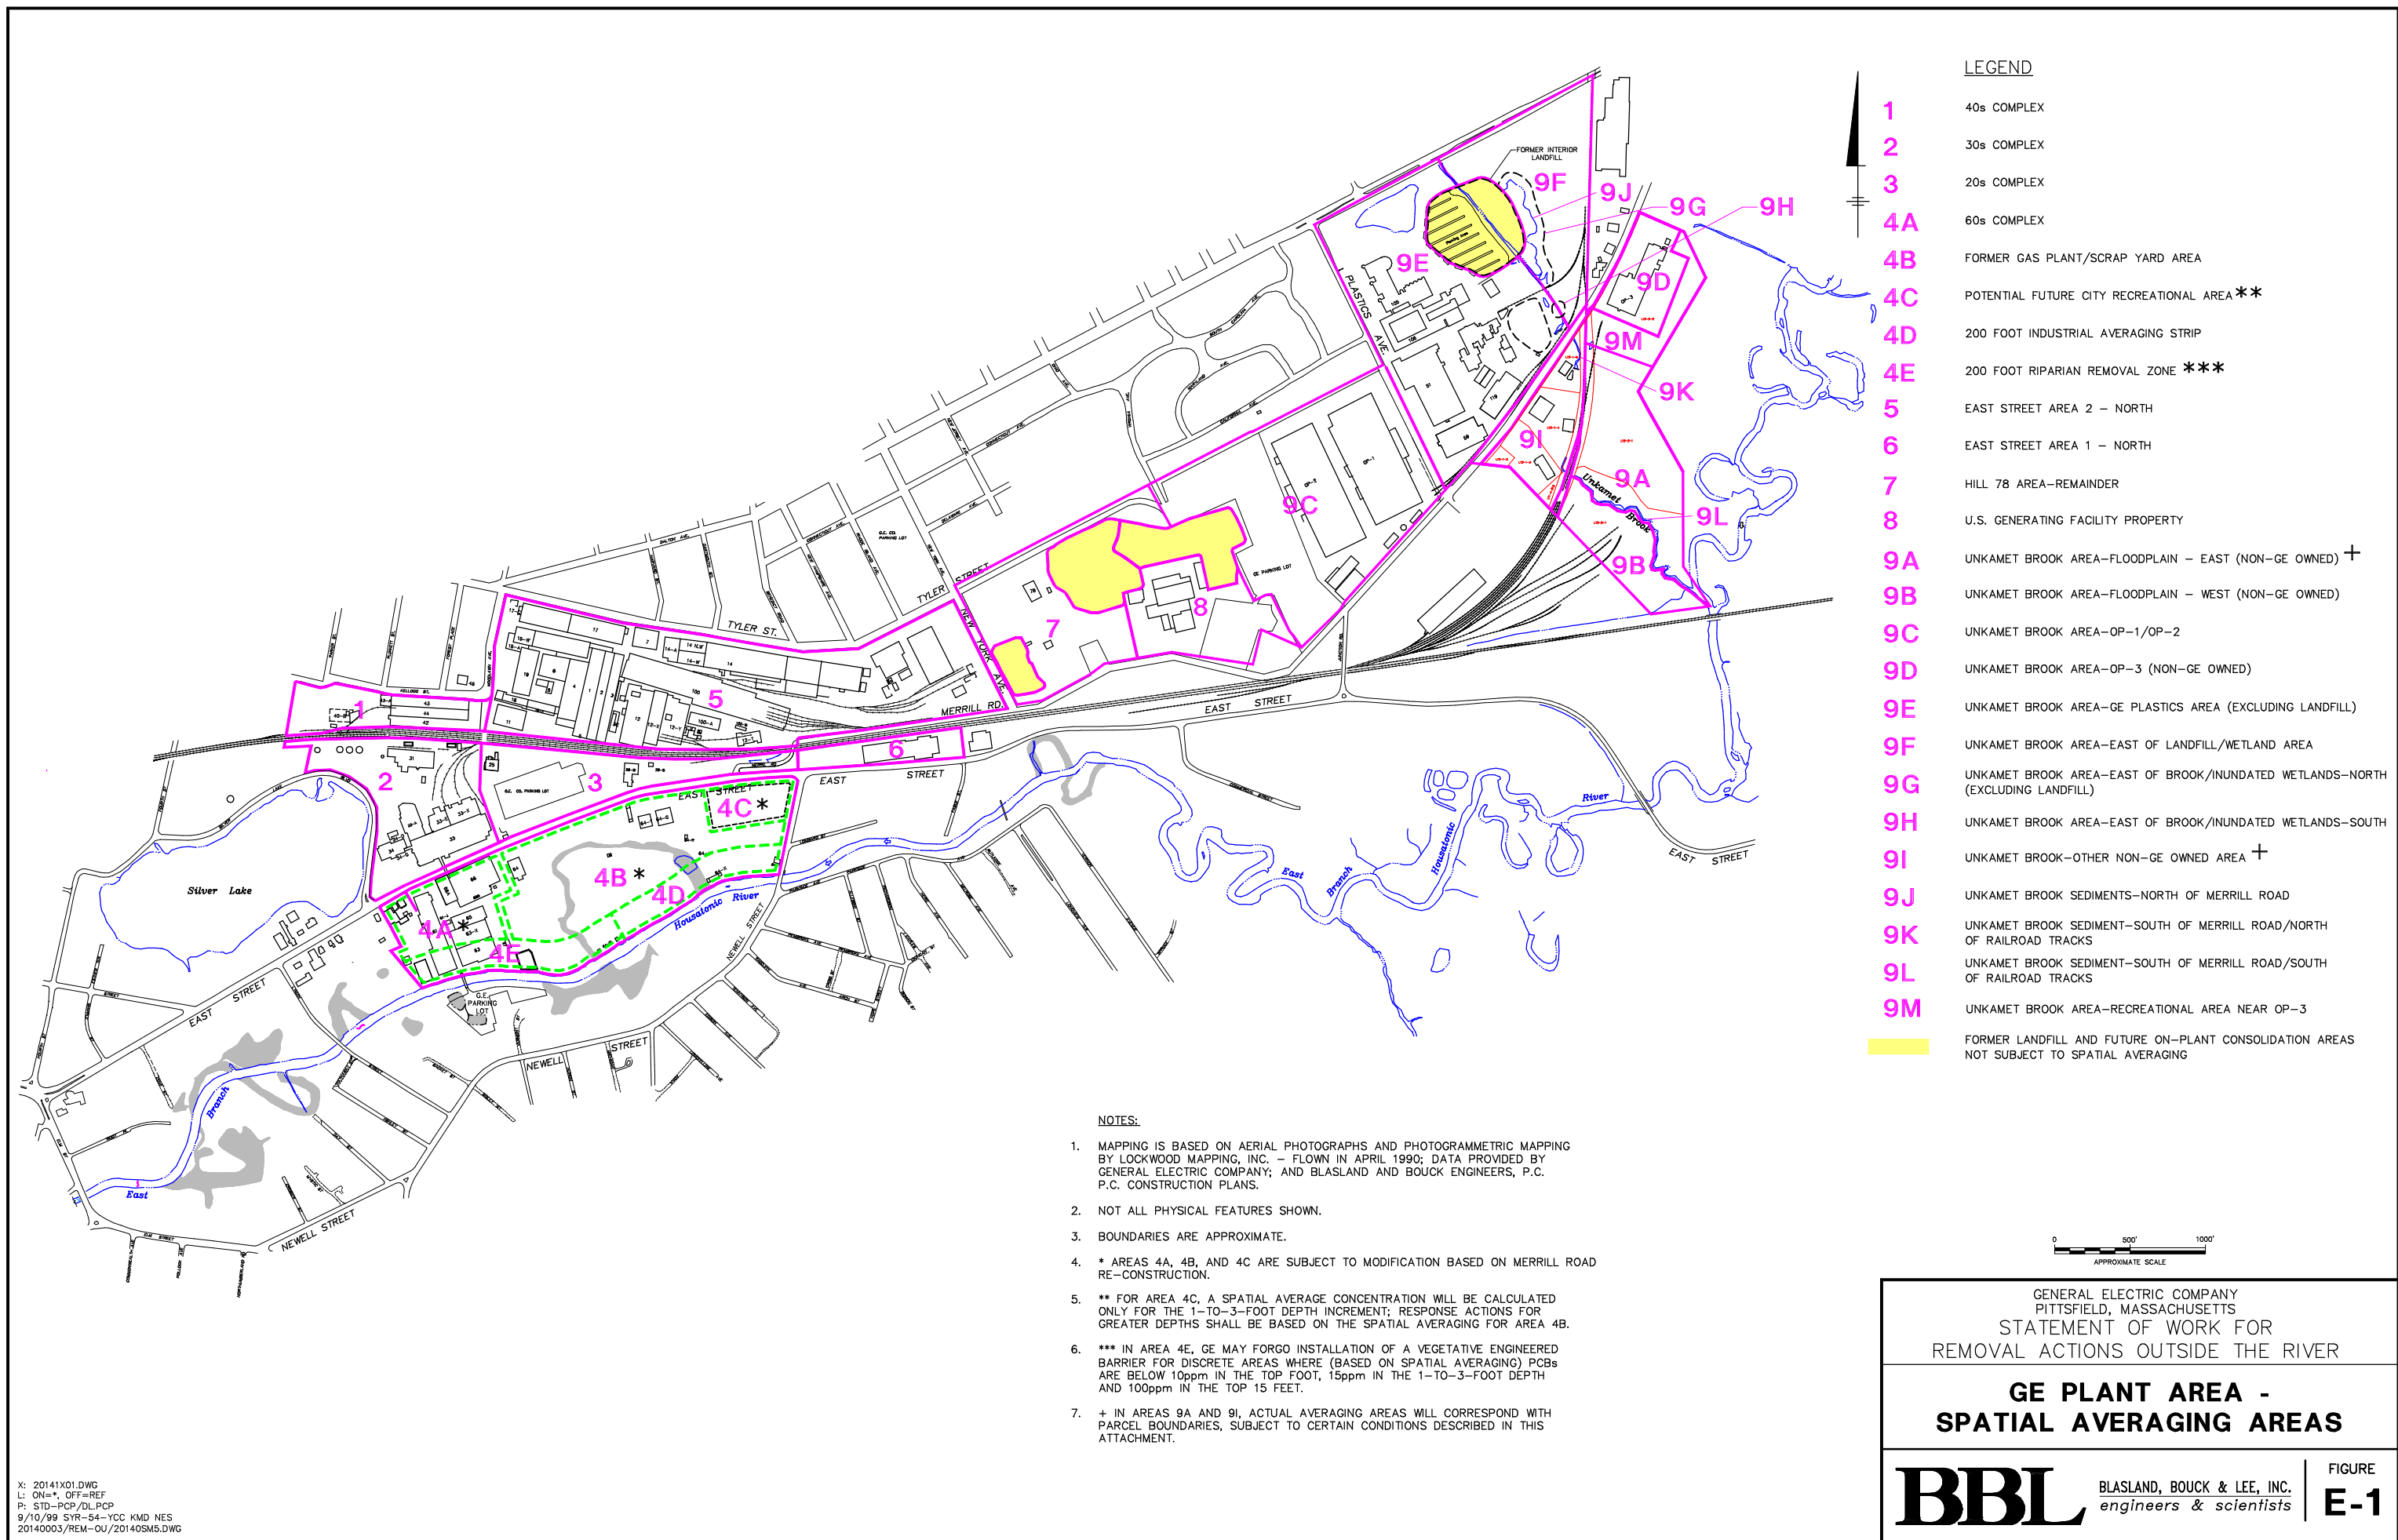 LEGEND
1 40s COMPLEX
2 30s COMPLEX
3 20s COMPLEX
4A 60s COMPLEX
4B FORMER GAS PLANT/SCRAP YARD AREA
4C POTENTIAL FUTURE CITY RECREATIONAL AREA **
4D 200 FOOT INDUSTRIAL AVERAGING STRIP
4E 200 FOOT RIPARIAN REMOVAL ZONE ***
5 EAST STREET AREA 2 – NORTH
6 EAST STREET AREA 1 – NORTH
7 HILL 78 AREA–REMAINDER
8 U.S. GENERATING FACILITY PROPERTY
9A UNKAMET BROOK AREA–FLOODPLAIN – EAST (NON–GE OWNED) +
9B UNKAMET BROOK AREA–FLOODPLAIN – WEST (NON–GE OWNED)
9C UNKAMET BROOK AREA–OP–1/OP–2
9D UNKAMET BROOK AREA–OP–3 (NON–GE OWNED)
9E UNKAMET BROOK AREA–GE PLASTICS AREA (EXCLUDING LANDFILL)
9F UNKAMET BROOK AREA–EAST OF LANDFILL/WETLAND AREA
9G UNKAMET BROOK AREA–EAST OF BROOK/INUNDATED WETLANDS–NORTH
(EXCLUDING LANDFILL)
9H UNKAMET BROOK AREA–EAST OF BROOK/INUNDATED WETLANDS–SOUTH
9I UNKAMET BROOK–OTHER NON–GE OWNED AREA +
9J UNKAMET BROOK SEDIMENTS–NORTH OF MERRILL ROAD
9K UNKAMET BROOK SEDIMENT–SOUTH OF MERRILL ROAD/NORTH
OF RAILROAD TRACKS
9L UNKAMET BROOK SEDIMENT–SOUTH OF MERRILL ROAD/SOUTH
OF RAILROAD TRACKS
9M UNKAMET BROOK AREA–RECREATIONAL AREA NEAR OP–3
FORMER LANDFILL AND FUTURE ON–PLANT CONSOLIDATION AREAS
NOT SUBJECT TO SPATIAL AVERAGING
FORMER INTERIOR
LANDFILL
9F
9J
9G
9H
9E
9D
PLASTICS AVE.
9M
9K
9I
9A
9C
OP-1
OP-2
Unkamet
Brook
9L
9B
G.E. CO.
PARKING LOT
GE PARKING LOT
TYLER STREET
NEW YORK AVE.
78
7
8
TYLER ST.
5
MERRILL RD.
EAST STREET
1
KELLOGG ST.
43
44
42
2
31
3
G.E. CO. PARKING LOT
6
EAST STREET
EAST STREET
4C *
4B *
4D
4A *
4E
33
Silver Lake
Housatonic River
NEWELL STREET
EAST STREET
G.E.
PARKING
LOT
NEWELL STREET
Branch
East
NEWELL STREET
ELM STREET
East Branch Housatonic River
EAST STREET
NOTES:
1. MAPPING IS BASED ON AERIAL PHOTOGRAPHS AND PHOTOGRAMMETRIC MAPPING
BY LOCKWOOD MAPPING, INC. – FLOWN IN APRIL 1990; DATA PROVIDED BY
GENERAL ELECTRIC COMPANY; AND BLASLAND AND BOUCK ENGINEERS, P.C.
P.C. CONSTRUCTION PLANS.
2. NOT ALL PHYSICAL FEATURES SHOWN.
3. BOUNDARIES ARE APPROXIMATE.
4. * AREAS 4A, 4B, AND 4C ARE SUBJECT TO MODIFICATION BASED ON MERRILL ROAD
RE–CONSTRUCTION.
5. ** FOR AREA 4C, A SPATIAL AVERAGE CONCENTRATION WILL BE CALCULATED
ONLY FOR THE 1–TO–3–FOOT DEPTH INCREMENT; RESPONSE ACTIONS FOR
GREATER DEPTHS SHALL BE BASED ON THE SPATIAL AVERAGING FOR AREA 4B.
6. *** IN AREA 4E, GE MAY FORGO INSTALLATION OF A VEGETATIVE ENGINEERED
BARRIER FOR DISCRETE AREAS WHERE (BASED ON SPATIAL AVERAGING) PCBs
ARE BELOW 10ppm IN THE TOP FOOT, 15ppm IN THE 1–TO–3–FOOT DEPTH
AND 100ppm IN THE TOP 15 FEET.
7. + IN AREAS 9A AND 9I, ACTUAL AVERAGING AREAS WILL CORRESPOND WITH
PARCEL BOUNDARIES, SUBJECT TO CERTAIN CONDITIONS DESCRIBED IN THIS
ATTACHMENT.
0 500' 1000'
APPROXIMATE SCALE
GENERAL ELECTRIC COMPANY
PITTSFIELD, MASSACHUSETTS
STATEMENT OF WORK FOR
REMOVAL ACTIONS OUTSIDE THE RIVER
GE PLANT AREA -
SPATIAL AVERAGING AREAS
BBL
BLASLAND, BOUCK & LEE, INC.
engineers & scientists
FIGURE
E-1
X: 20141X01.DWG
L: ON=*, OFF=REF
P: STD–PCP/DL.PCP
9/10/99 SYR–54–YCC KMD NES
20140003/REM–OU/20140SM5.DWG